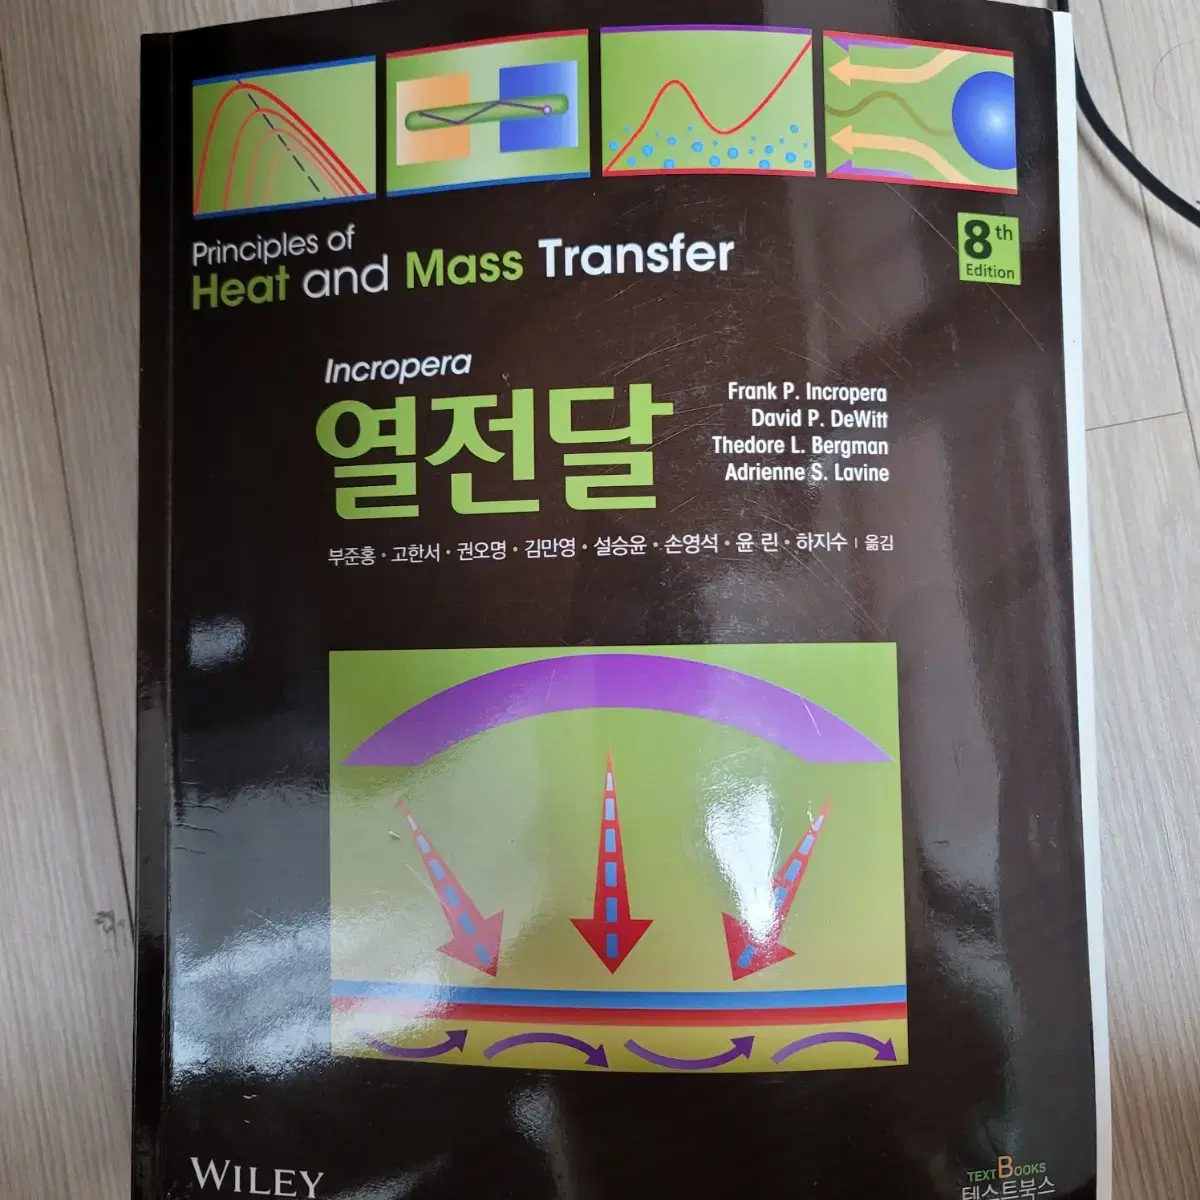 Principles of
Heat and Mass Transfer
8th
Edition
Incropera
열전달
Frank P. Incropera
David P. DeWitt
Thedore L. Bergman
Adrienne S. Lavine
부준홍 · 고한서 · 권오명 · 김만영 · 설승윤 · 손영석 · 윤 린 · 하지수 | 옮김
WILEY
TEXTBOOKS
텍스트북스